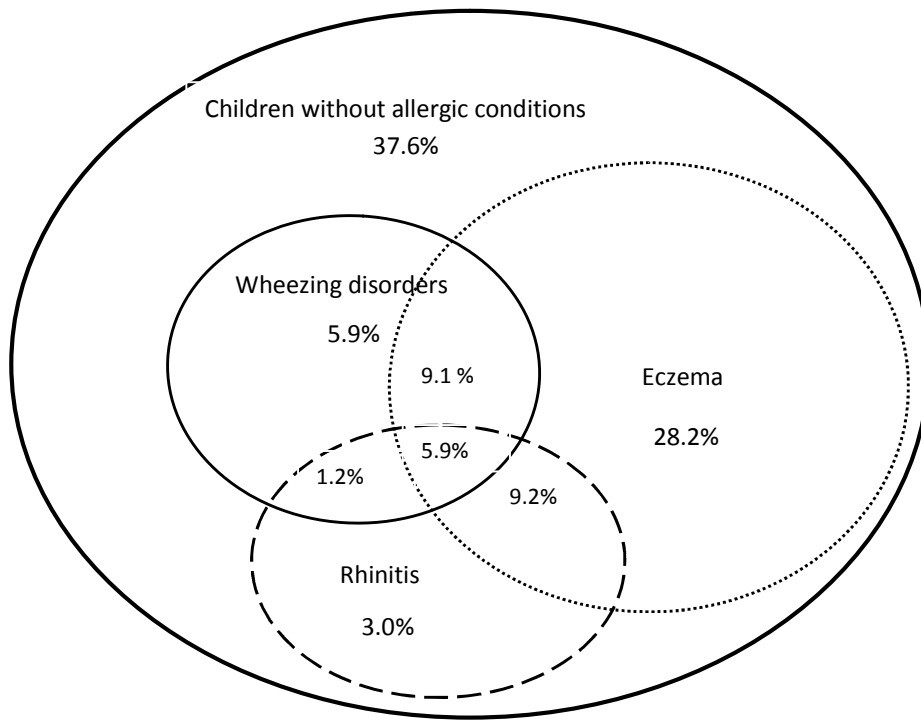 Children without allergic conditions
37.6%
Wheezing disorders
5.9%
9.1 %
Eczema
28.2%
5.9%
1.2%
9.2%
Rhinitis
3.0%